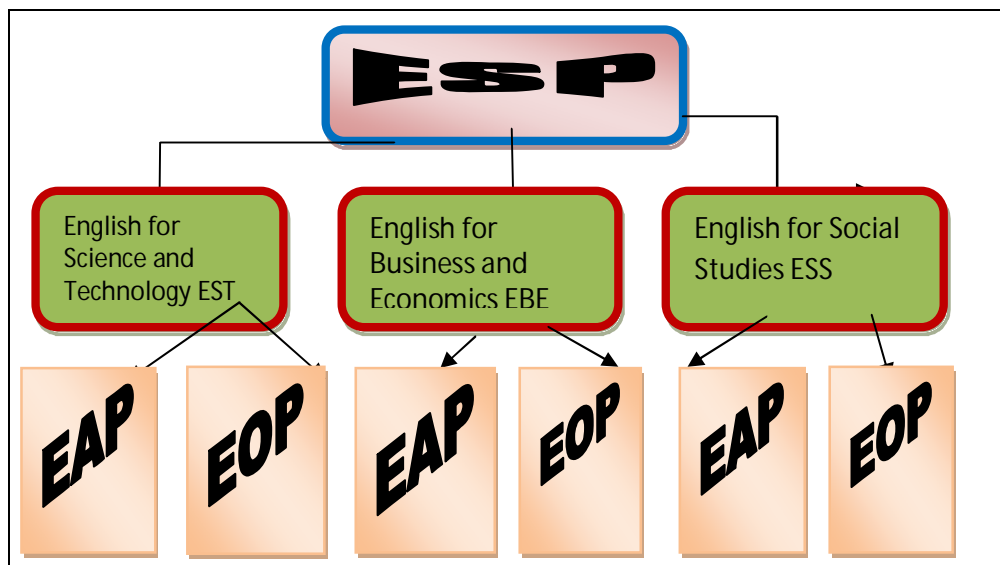 ESP
English for
Science and
Technology EST
English for
Business and
Economics EBE
English for Social
Studies ESS
EAP
EOP
EAP
EOP
EAP
EOP